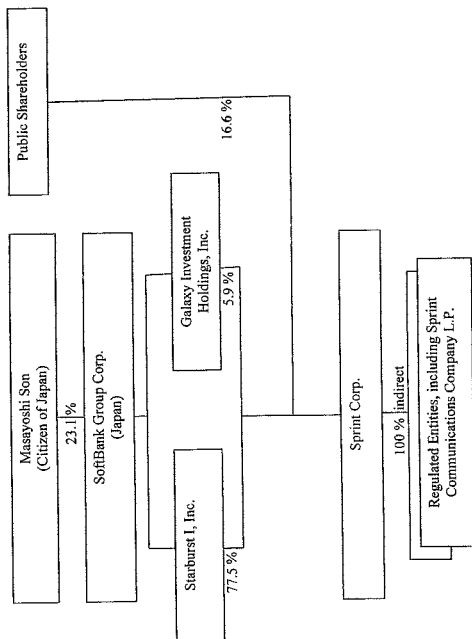 Public Shareholders
Masayoshi Son
(Citizen of Japan)
23.1%
SoftBank Group Corp.
(Japan)
16.6 %
Starburst I, Inc.
Galaxy Investment
Holdings, Inc.
77.5 %
5.9 %
Sprint Corp.
100 % indirect
Regulated Entities, including Sprint
Communications Company L.P.